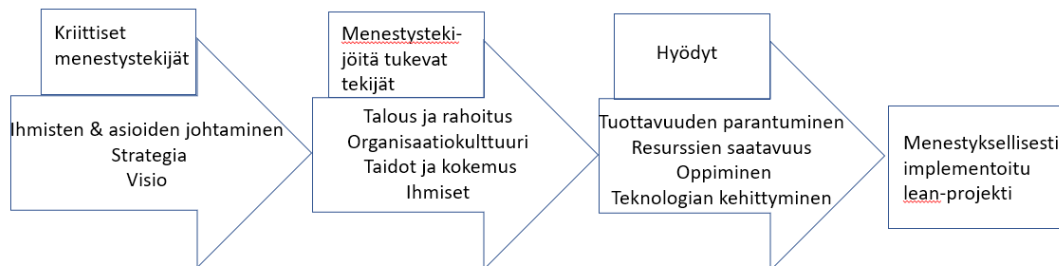 Kriittiset
menestystekijät
Ihmisten & asioiden johtaminen
Strategia
Visio
Menestysteki-
jöitä tukevat
tekijät
Talous ja rahoitus
Organisaatiokulttuuri
Taidot ja kokemus
Ihmiset
Hyödyt
Tuottavuuden parantuminen
Resurssien saatavuus
Oppiminen
Teknologian kehittyminen
Menestyksellisesti
implementoitu
lean-projekti